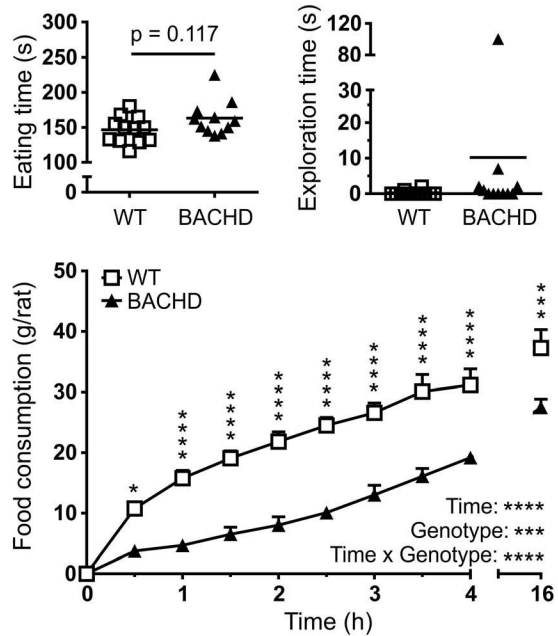 Eating time (s)
300
250
200
150
100
0
p = 0.117
WT
BACHD
Exploration time (s)
120
80
30
20
10
0
WT
BACHD
Food consumption (g/rat)
50
40
30
20
10
0
WT
BACHD
*
****
****
****
****
****
****
****
***
Time: ****
Genotype: ***
Time x Genotype: ****
0
1
2
3
4
16
Time (h)